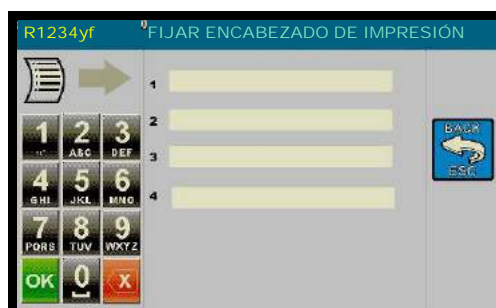 R1234yf FIJAR ENCABEZADO DE IMPRESIÓN
1
2
3
4
1 2 3
ABC DEF
4 5 6
GHI JKL MNO
7 8 9
PQRS TUV WXYZ
OK 0 X
BACK
ESC